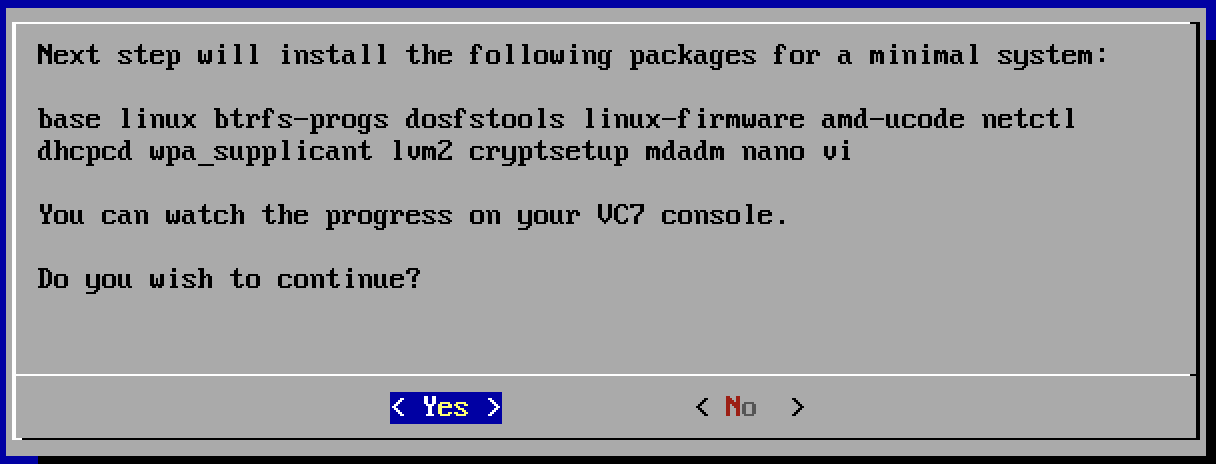 Next step will install the following packages for a minimal system:
base linux btrfs-progs dosfstools linux-firmware amd-ucode netctl
dhcpcd wpa_supplicant lvm2 cryptsetup mdadm nano vi
You can watch the progress on your VC7 console.
Do you wish to continue?
< Yes > < No >